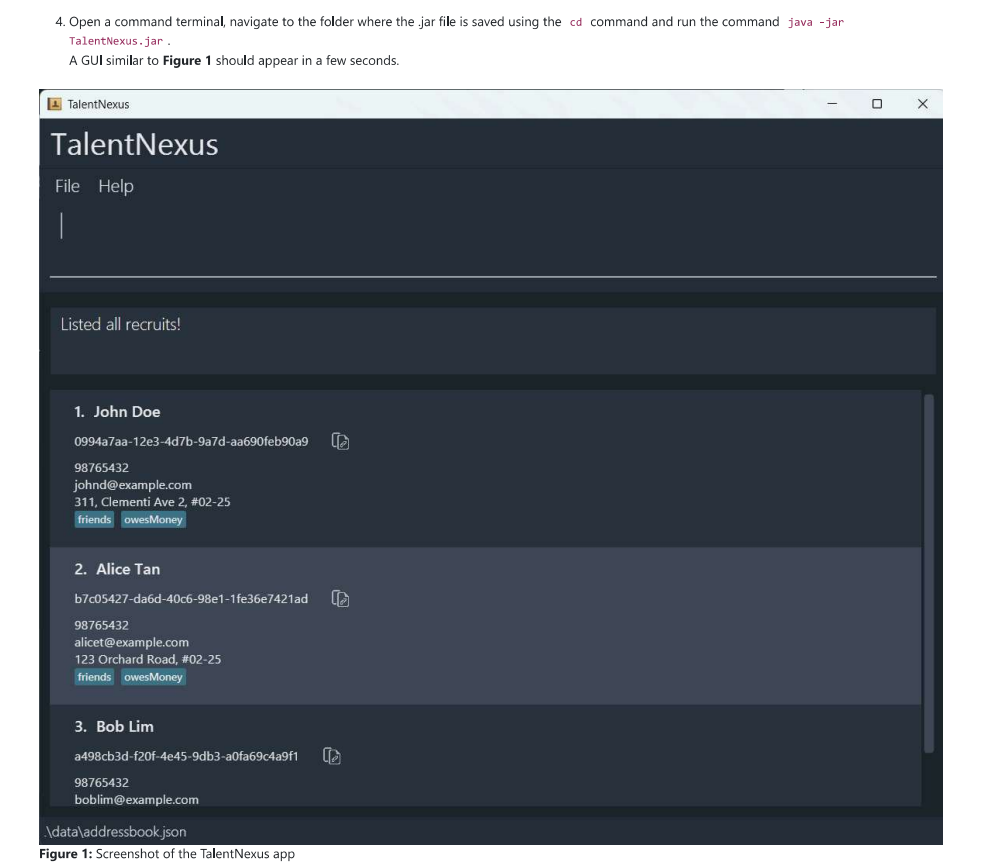 4. Open a command terminal, navigate to the folder where the .jar file is saved using the cd command and run the command java -jar
TalentNexus.jar .
A GUI similar to Figure 1 should appear in a few seconds.
TalentNexus
TalentNexus
File Help
Listed all recruits!
1. John Doe
0994a7aa-12e3-4d7b-9a7d-aa690feb90a9
98765432
johnd@example.com
311, Clementi Ave 2, #02-25
friends owesMoney
2. Alice Tan
b7c05427-da6d-40c6-98e1-1fe36e7421ad
98765432
alicet@example.com
123 Orchard Road, #02-25
friends owesMoney
3. Bob Lim
a498cb3d-f20f-4e45-9db3-a0fa69c4a9f1
98765432
boblim@example.com
.\data\addressbook.json
Figure 1: Screenshot of the TalentNexus app